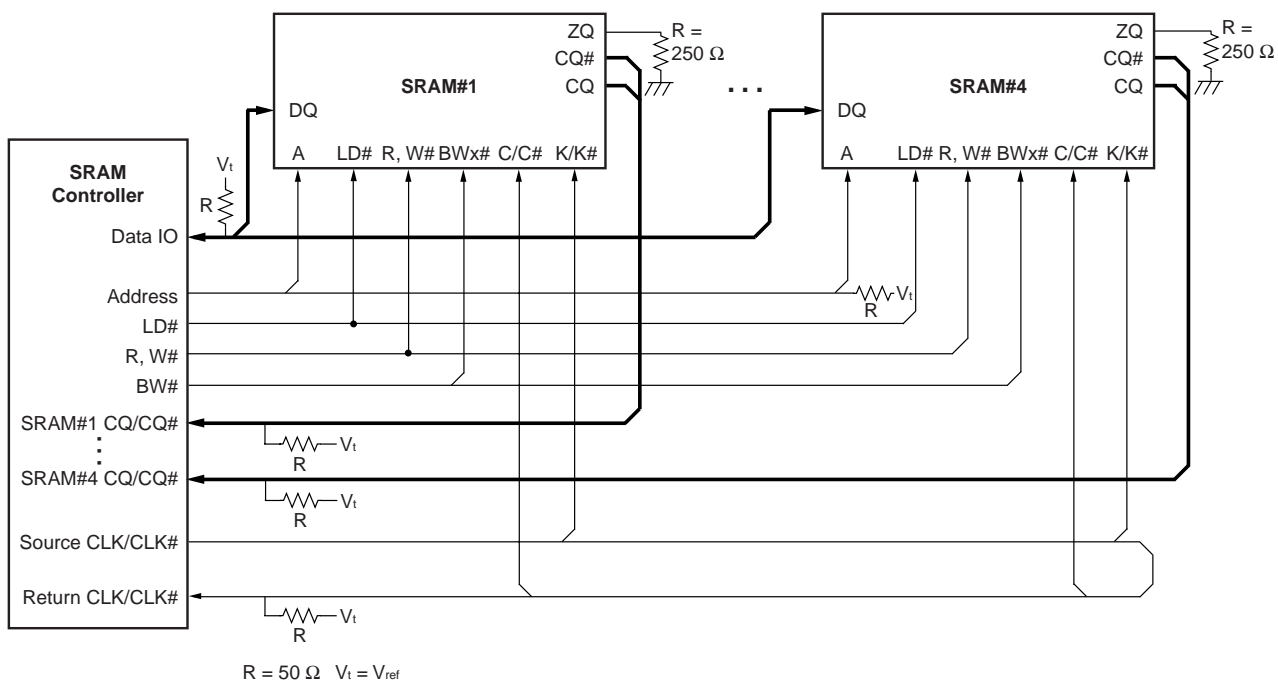 ZQ
R =
250 Ω
CQ#
SRAM#1
CQ
DQ
A LD# R, W# BWx# C/C# K/K#
. . .
ZQ
R =
250 Ω
CQ#
SRAM#4
CQ
DQ
A LD# R, W# BWx# C/C# K/K#
SRAM
Controller
Vt
R
Data IO
Address
R
Vt
LD#
R, W#
BW#
SRAM#1 CQ/CQ#
R
Vt
SRAM#4 CQ/CQ#
R
Vt
Source CLK/CLK#
Return CLK/CLK#
R
Vt
R = 50 Ω Vt = Vref